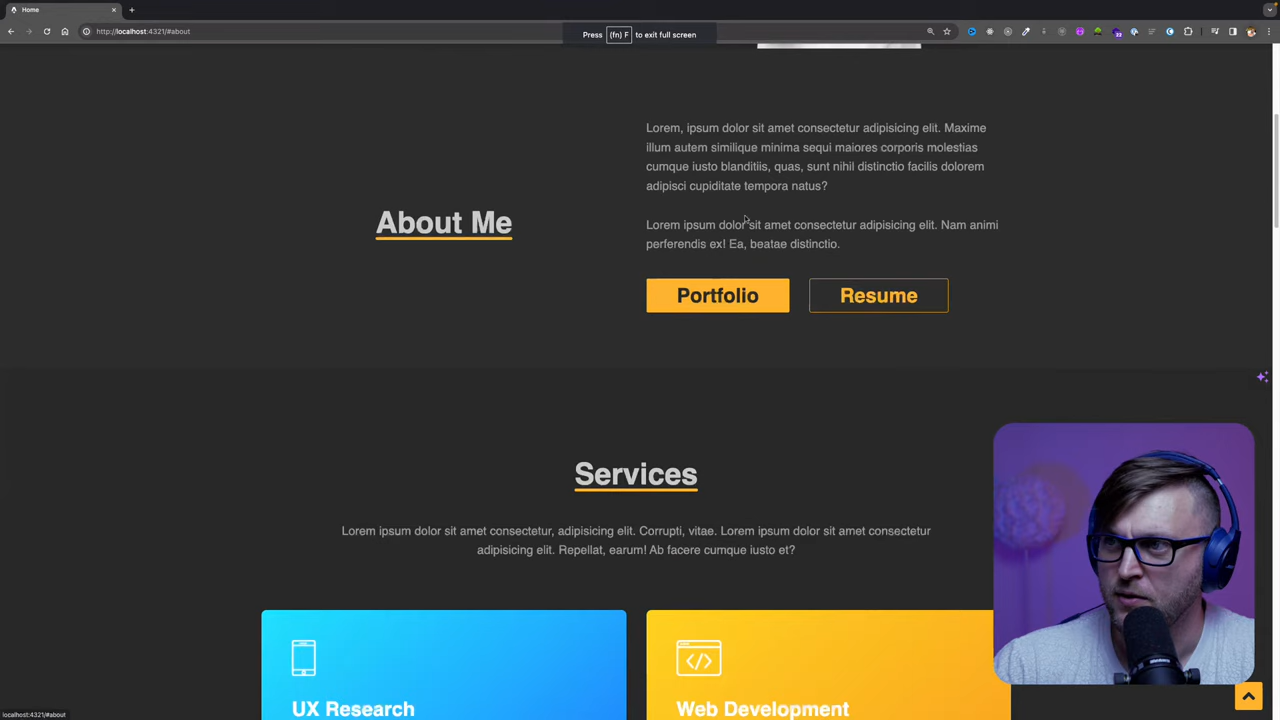 Home
http://localhost:4321/#about
Press (fn) F to exit full screen
Lorem, ipsum dolor sit amet consectetur adipisicing elit. Maxime
illum autem similique minima sequi maiores corporis molestias
cumque iusto blanditiis, quas, sunt nihil distinctio facilis dolorem
adipisci cupiditate tempora natus?
About Me
Lorem ipsum dolor sit amet consectetur adipisicing elit. Nam animi
perferendis ex! Ea, beatae distinctio.
Portfolio
Resume
Services
Lorem ipsum dolor sit amet consectetur, adipisicing elit. Corrupti, vitae. Lorem ipsum dolor sit amet consectetur
adipisicing elit. Repellat, earum! Ab facere cumque iusto et?
UX Research
Web Development
localhost:4321/#about